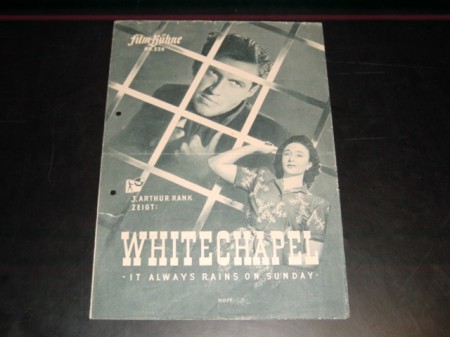 Film-Bühne
J. ARTHUR RANK
ZEIGT:
WHITECHAPEL
- IT ALWAYS RAINS ON SUNDAY -